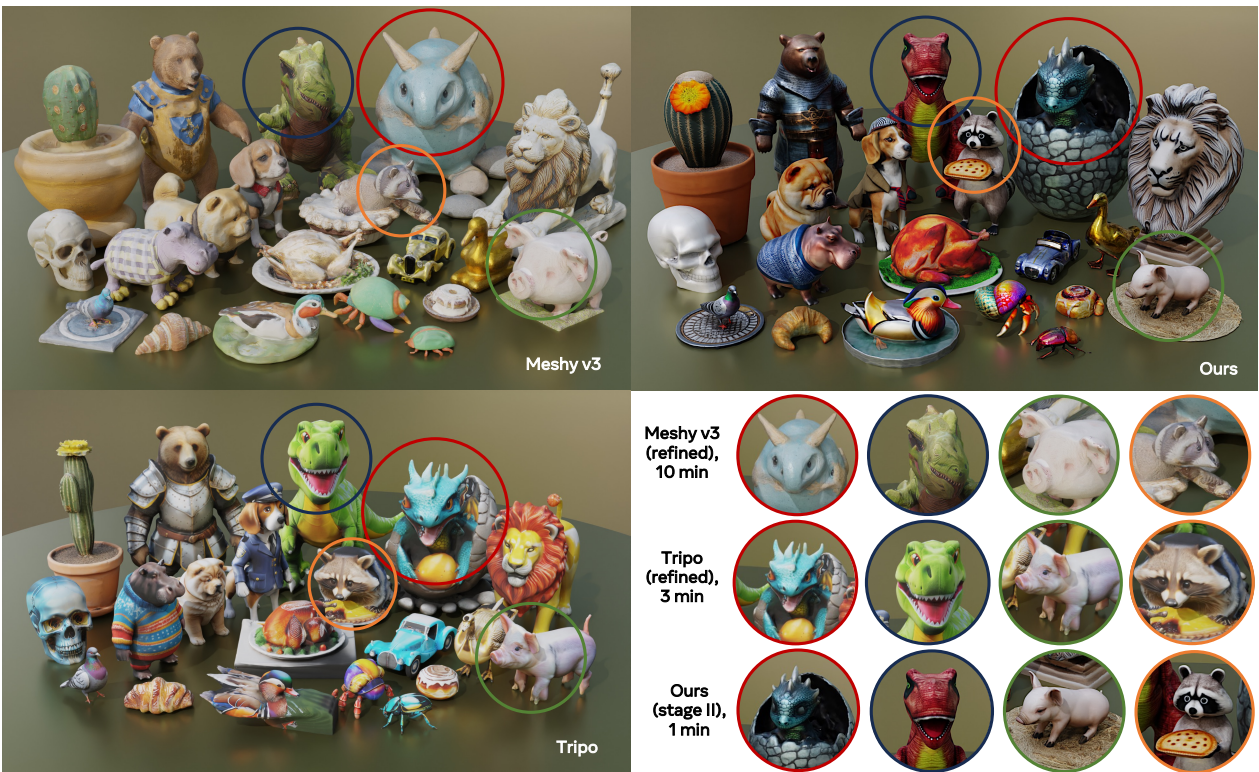 Meshy v3
Ours
Tripo
Meshy v3
(refined),
10 min
Tripo
(refined),
3 min
Ours
(stage II),
1 min